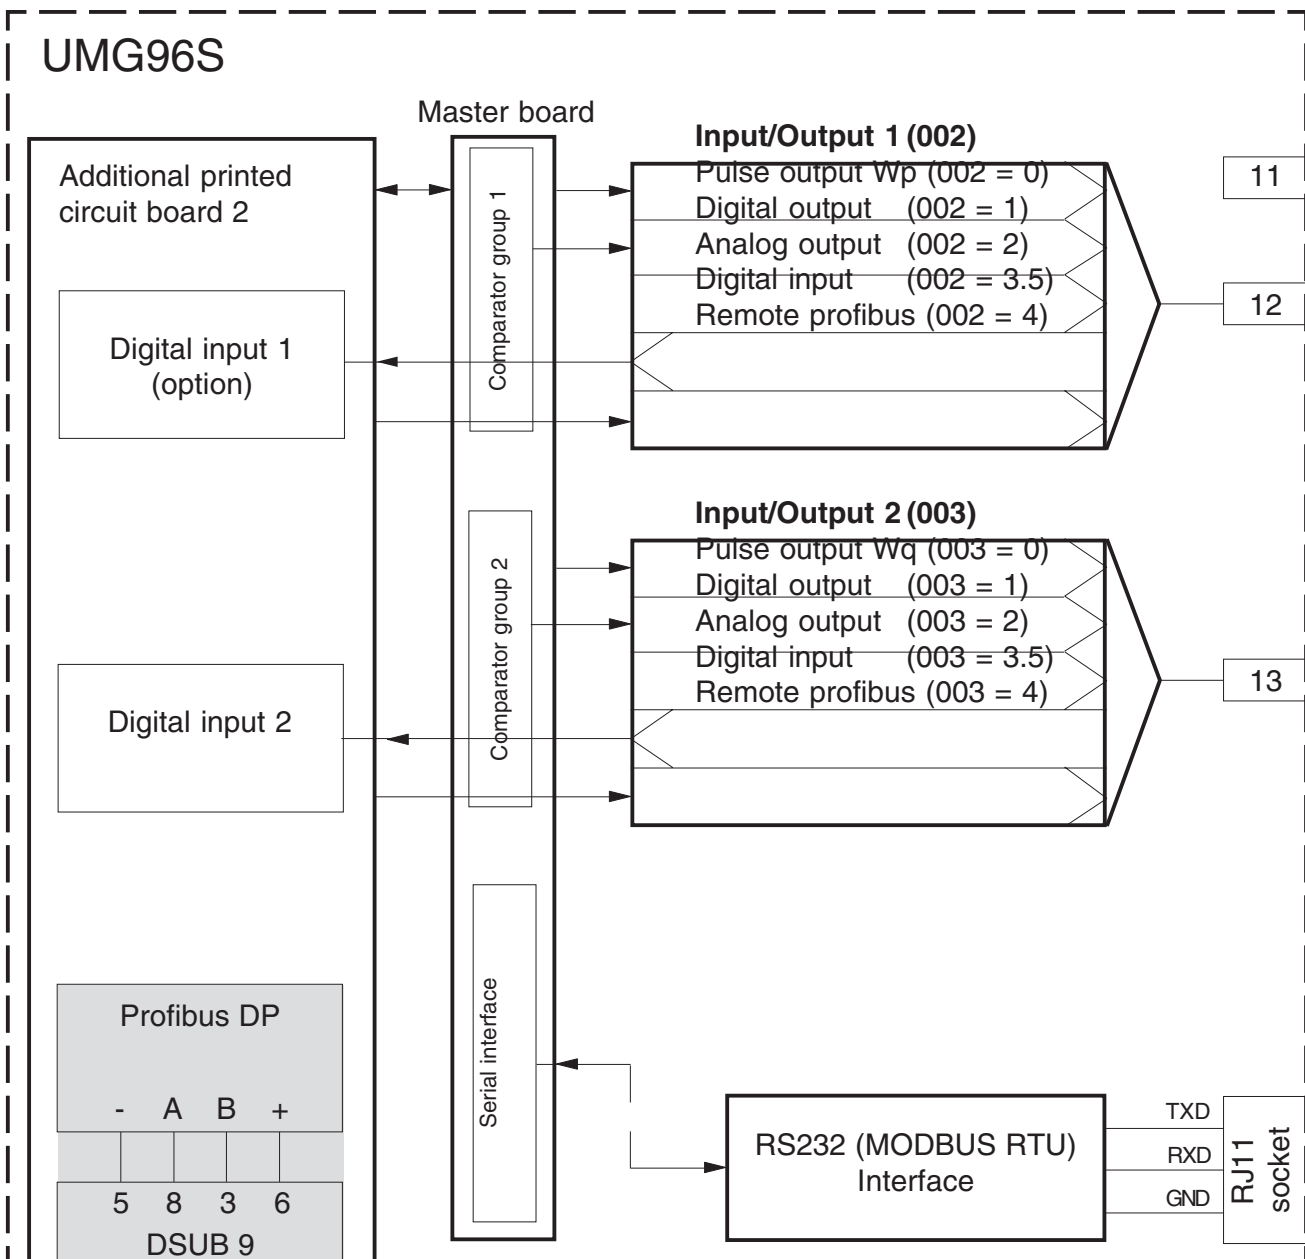 UMG96S
Master board
Additional printed
circuit board 2
Digital input 1
(option)
Digital input 2
Profibus DP
- A B +
5 8 3 6
DSUB 9
Comparator group 1
Comparator group 2
Serial interface
Input/Output 1 (002)
Pulse output Wp (002 = 0)
Digital output (002 = 1)
Analog output (002 = 2)
Digital input (002 = 3.5)
Remote profibus (002 = 4)
11
12
Input/Output 2 (003)
Pulse output Wq (003 = 0)
Digital output (003 = 1)
Analog output (003 = 2)
Digital input (003 = 3.5)
Remote profibus (003 = 4)
13
RS232 (MODBUS RTU)
Interface
TXD
RXD
GND
RJ11
socket